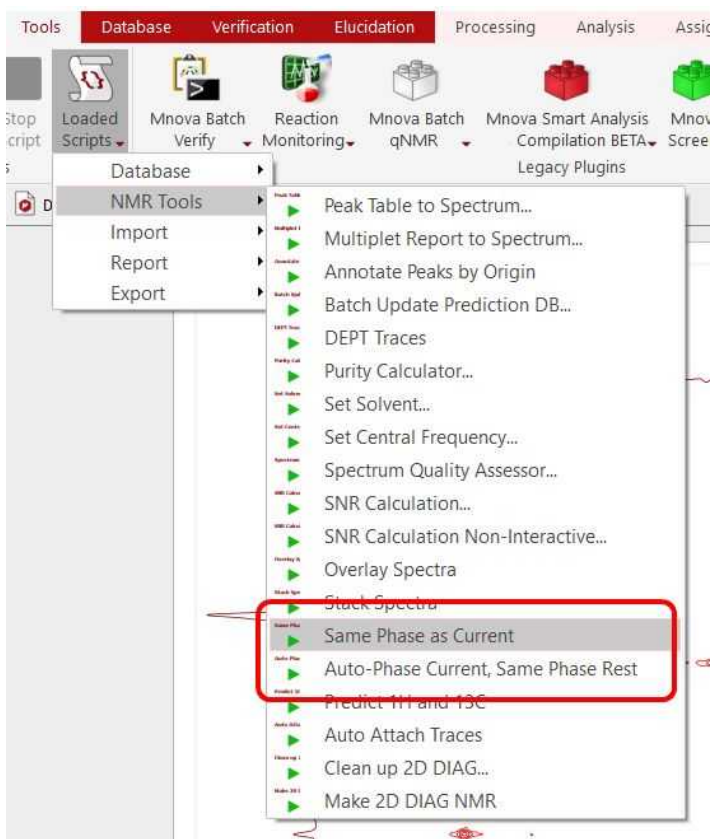 Tools Database Verification Elucidation Processing Analysis
Loaded Mnova Batch Reaction Mnova Batch Mnova Smart Analysis
Scripts Verify Monitoring qNMR Compilation BETA
Legacy Plugins
Database
NMR Tools
Import
Report
Export
Peak Table to Spectrum...
Multiplet Report to Spectrum...
Annotate Peaks by Origin
Batch Update Prediction DB...
DEPT Traces
Purity Calculator...
Set Solvent...
Set Central Frequency...
Spectrum Quality Assessor...
SNR Calculation...
SNR Calculation Non-Interactive...
Overlay Spectra
Stack Spectra
Same Phase as Current
Auto-Phase Current, Same Phase Rest
Predict 1H and 13C
Auto Attach Traces
Clean up 2D DIAG...
Make 2D DIAG NMR